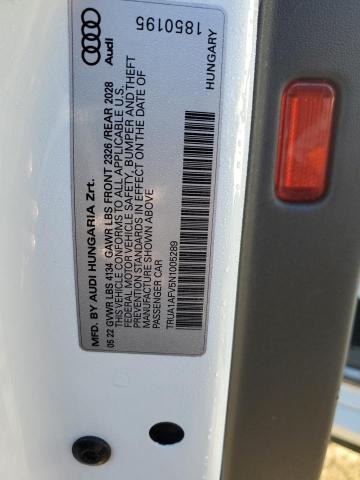 Audi
1850195
HUNGARY
MFD. BY AUDI HUNGARIA Zrt.
05 22 GVWR LBS 4134 GAWR LBS FRONT 2326 /REAR 2028
THIS VEHICLE CONFORMS TO ALL APPLICABLE U.S.
FEDERAL MOTOR VEHICLE SAFETY, BUMPER AND THEFT
PREVENTION STANDARDS IN EFFECT ON THE DATE OF
MANUFACTURE SHOWN ABOVE
PASSENGER CAR
TRUA1AFV5N1005289